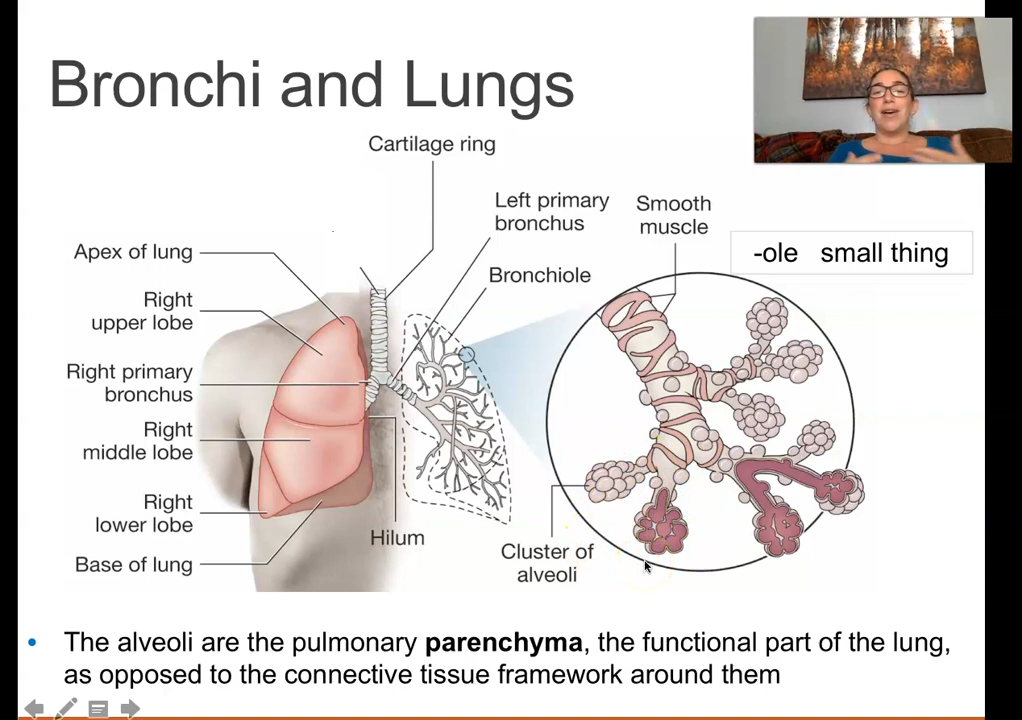 Bronchi and Lungs
Cartilage ring
Left primary
bronchus
Smooth
muscle
-ole small thing
Apex of lung
Bronchiole
Right
upper lobe
Right primary
bronchus
Right
middle lobe
Right
lower lobe
Hilum
Base of lung
Cluster of
alveoli
• The alveoli are the pulmonary parenchyma, the functional part of the lung,
as opposed to the connective tissue framework around them